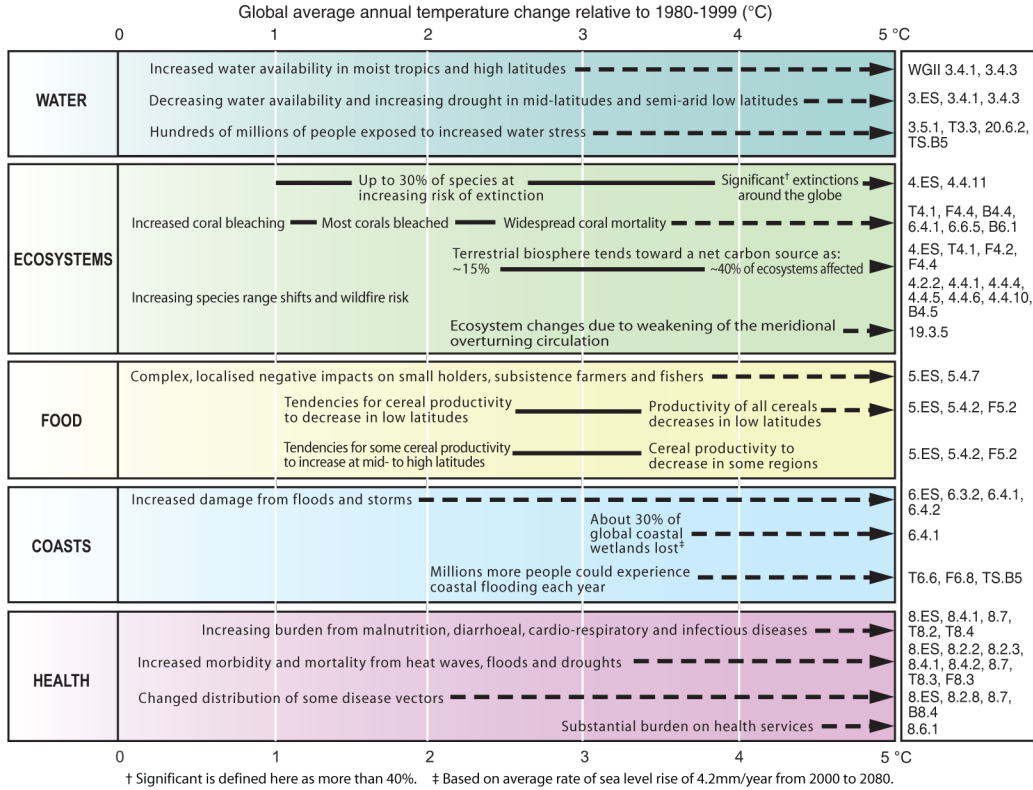 Global average annual temperature change relative to 1980-1999 (°C)
0 1 2 3 4 5 °C
WATER
Increased water availability in moist tropics and high latitudes
WGII 3.4.1, 3.4.3
Decreasing water availability and increasing drought in mid-latitudes and semi-arid low latitudes
3.ES, 3.4.1, 3.4.3
Hundreds of millions of people exposed to increased water stress
3.5.1, T3.3, 20.6.2,
TS.B5
ECOSYSTEMS
Up to 30% of species at
increasing risk of extinction
Significant† extinctions
around the globe
4.ES, 4.4.11
Increased coral bleaching Most corals bleached Widespread coral mortality
T4.1, F4.4, B4.4,
6.4.1, 6.6.5, B6.1
Terrestrial biosphere tends toward a net carbon source as:
~15% ~40% of ecosystems affected
4.ES, T4.1, F4.2,
F4.4
Increasing species range shifts and wildfire risk
4.2.2, 4.4.1, 4.4.4,
4.4.5, 4.4.6, 4.4.10,
B4.5
Ecosystem changes due to weakening of the meridional
overturning circulation
19.3.5
FOOD
Complex, localised negative impacts on small holders, subsistence farmers and fishers
5.ES, 5.4.7
Tendencies for cereal productivity
to decrease in low latitudes
Productivity of all cereals
decreases in low latitudes
5.ES, 5.4.2, F5.2
Tendencies for some cereal productivity
to increase at mid- to high latitudes
Cereal productivity to
decrease in some regions
5.ES, 5.4.2, F5.2
COASTS
Increased damage from floods and storms
6.ES, 6.3.2, 6.4.1,
6.4.2
About 30% of
global coastal
wetlands lost‡
6.4.1
Millions more people could experience
coastal flooding each year
T6.6, F6.8, TS.B5
HEALTH
Increasing burden from malnutrition, diarrhoeal, cardio-respiratory and infectious diseases
8.ES, 8.4.1, 8.7,
T8.2, T8.4
Increased morbidity and mortality from heat waves, floods and droughts
8.ES, 8.2.2, 8.2.3,
8.4.1, 8.4.2, 8.7,
T8.3, F8.3
Changed distribution of some disease vectors
8.ES, 8.2.8, 8.7,
B8.4
Substantial burden on health services
8.6.1
0 1 2 3 4 5 °C
† Significant is defined here as more than 40%. ‡ Based on average rate of sea level rise of 4.2mm/year from 2000 to 2080.